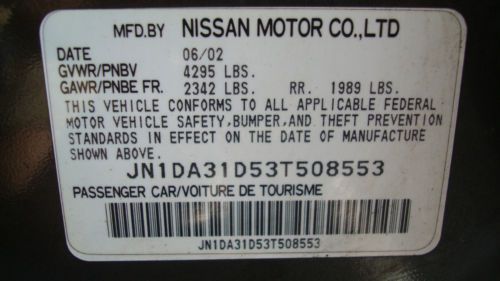 MFD.BY NISSAN MOTOR CO.,LTD
DATE 06/02
GVWR/PNBV 4295 LBS.
GAWR/PNBE FR. 2342 LBS. RR. 1989 LBS.
THIS VEHICLE CONFORMS TO ALL APPLICABLE FEDERAL
MOTOR VEHICLE SAFETY, BUMPER, AND THEFT PREVENTION
STANDARDS IN EFFECT ON THE DATE OF MANUFACTURE
SHOWN ABOVE.
JN1DA31D53T508553
PASSENGER CAR/VOITURE DE TOURISME
JN1DA31D53T508553